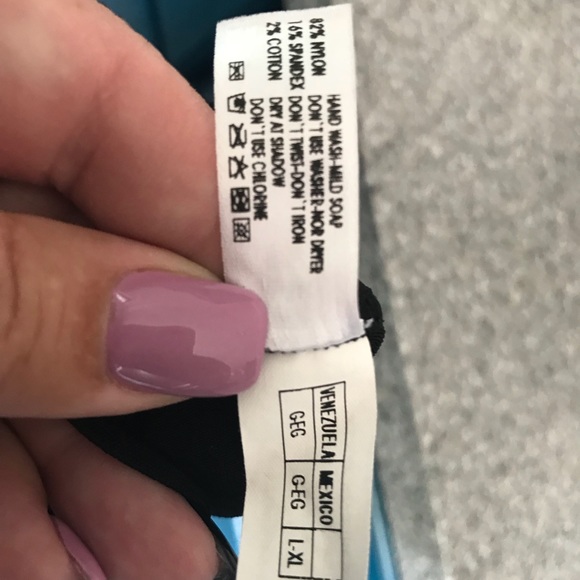 82% NYLON
16% SPANDEX
2% COTTON
HAND WASH-MILD SOAP
DON'T USE WASHER-NOR DRYER
DON'T TWIST-DON'T IRON
DRY AT SHADOW
DON'T USE CHLORINE
VENEZUELA MEXICO
G-EG G-EG L-XL